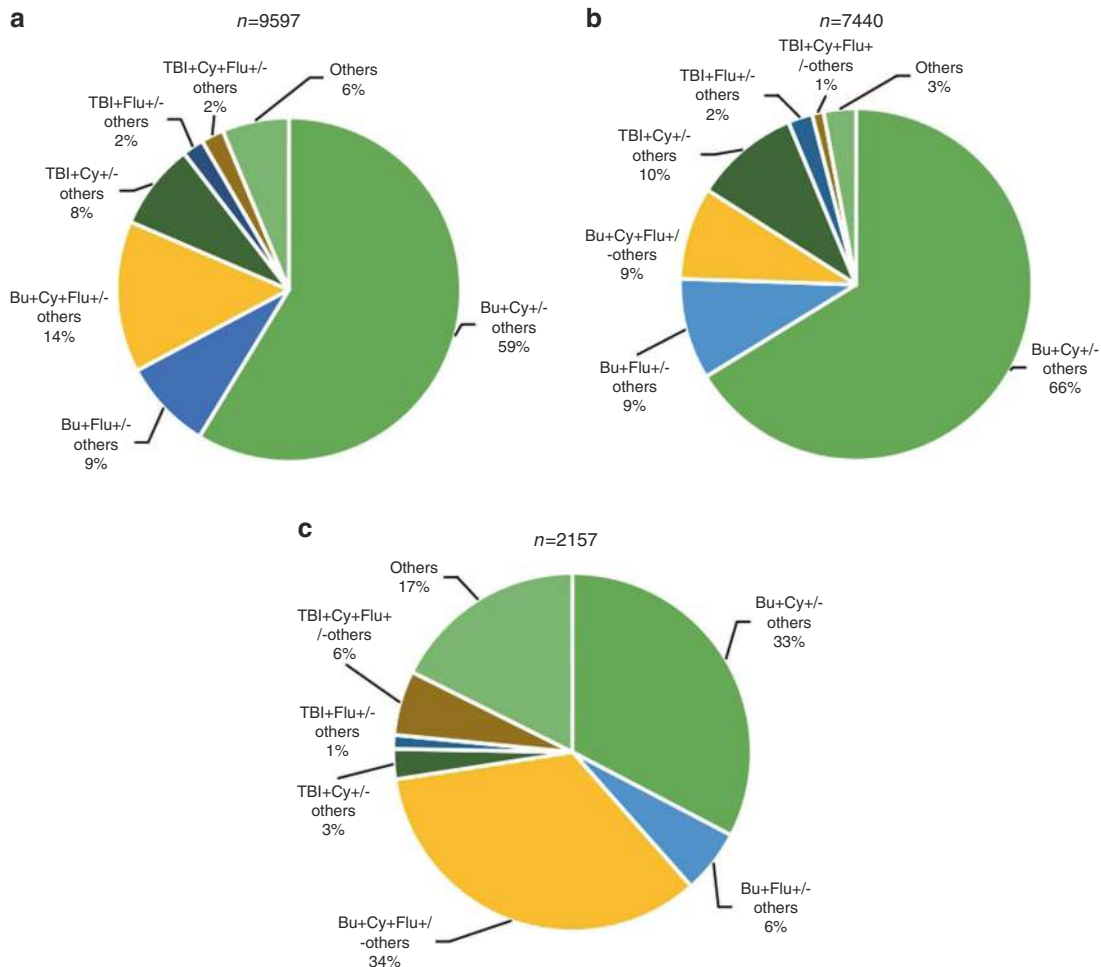 a
n=9597
TBI+Cy+Flu+/-
others
2%
Others
6%
TBI+Flu+/-
others
2%
TBI+Cy+/-
others
8%
Bu+Cy+Flu+/-
others
14%
Bu+Flu+/-
others
9%
Bu+Cy+/-
others
59%
b
n=7440
TBI+Cy+Flu+
/-others
1%
Others
3%
TBI+Flu+/-
others
2%
TBI+Cy+/-
others
10%
Bu+Cy+Flu+/
-others
9%
Bu+Flu+/-
others
9%
Bu+Cy+/-
others
66%
c
n=2157
Others
17%
TBI+Cy+Flu+
/-others
6%
TBI+Flu+/-
others
1%
TBI+Cy+/-
others
3%
Bu+Cy+Flu+/
-others
34%
Bu+Cy+/-
others
33%
Bu+Flu+/-
others
6%